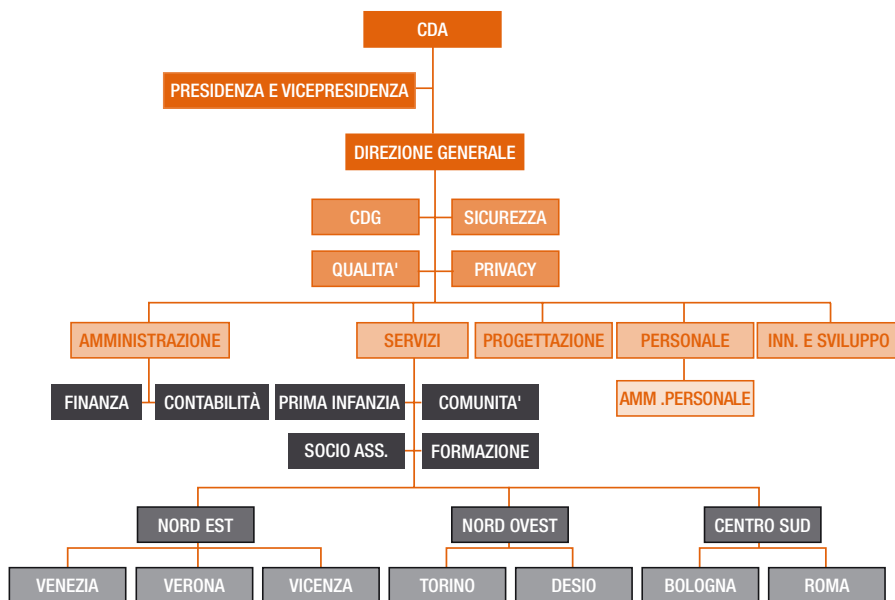 CDA
PRESIDENZA E VICEPRESIDENZA
DIREZIONE GENERALE
CDG
SICUREZZA
QUALITA'
PRIVACY
AMMINISTRAZIONE
SERVIZI
PROGETTAZIONE
PERSONALE
INN. E SVILUPPO
FINANZA
CONTABILITÀ
PRIMA INFANZIA
COMUNITA'
AMM .PERSONALE
SOCIO ASS.
FORMAZIONE
NORD EST
NORD OVEST
CENTRO SUD
VENEZIA
VERONA
VICENZA
TORINO
DESIO
BOLOGNA
ROMA